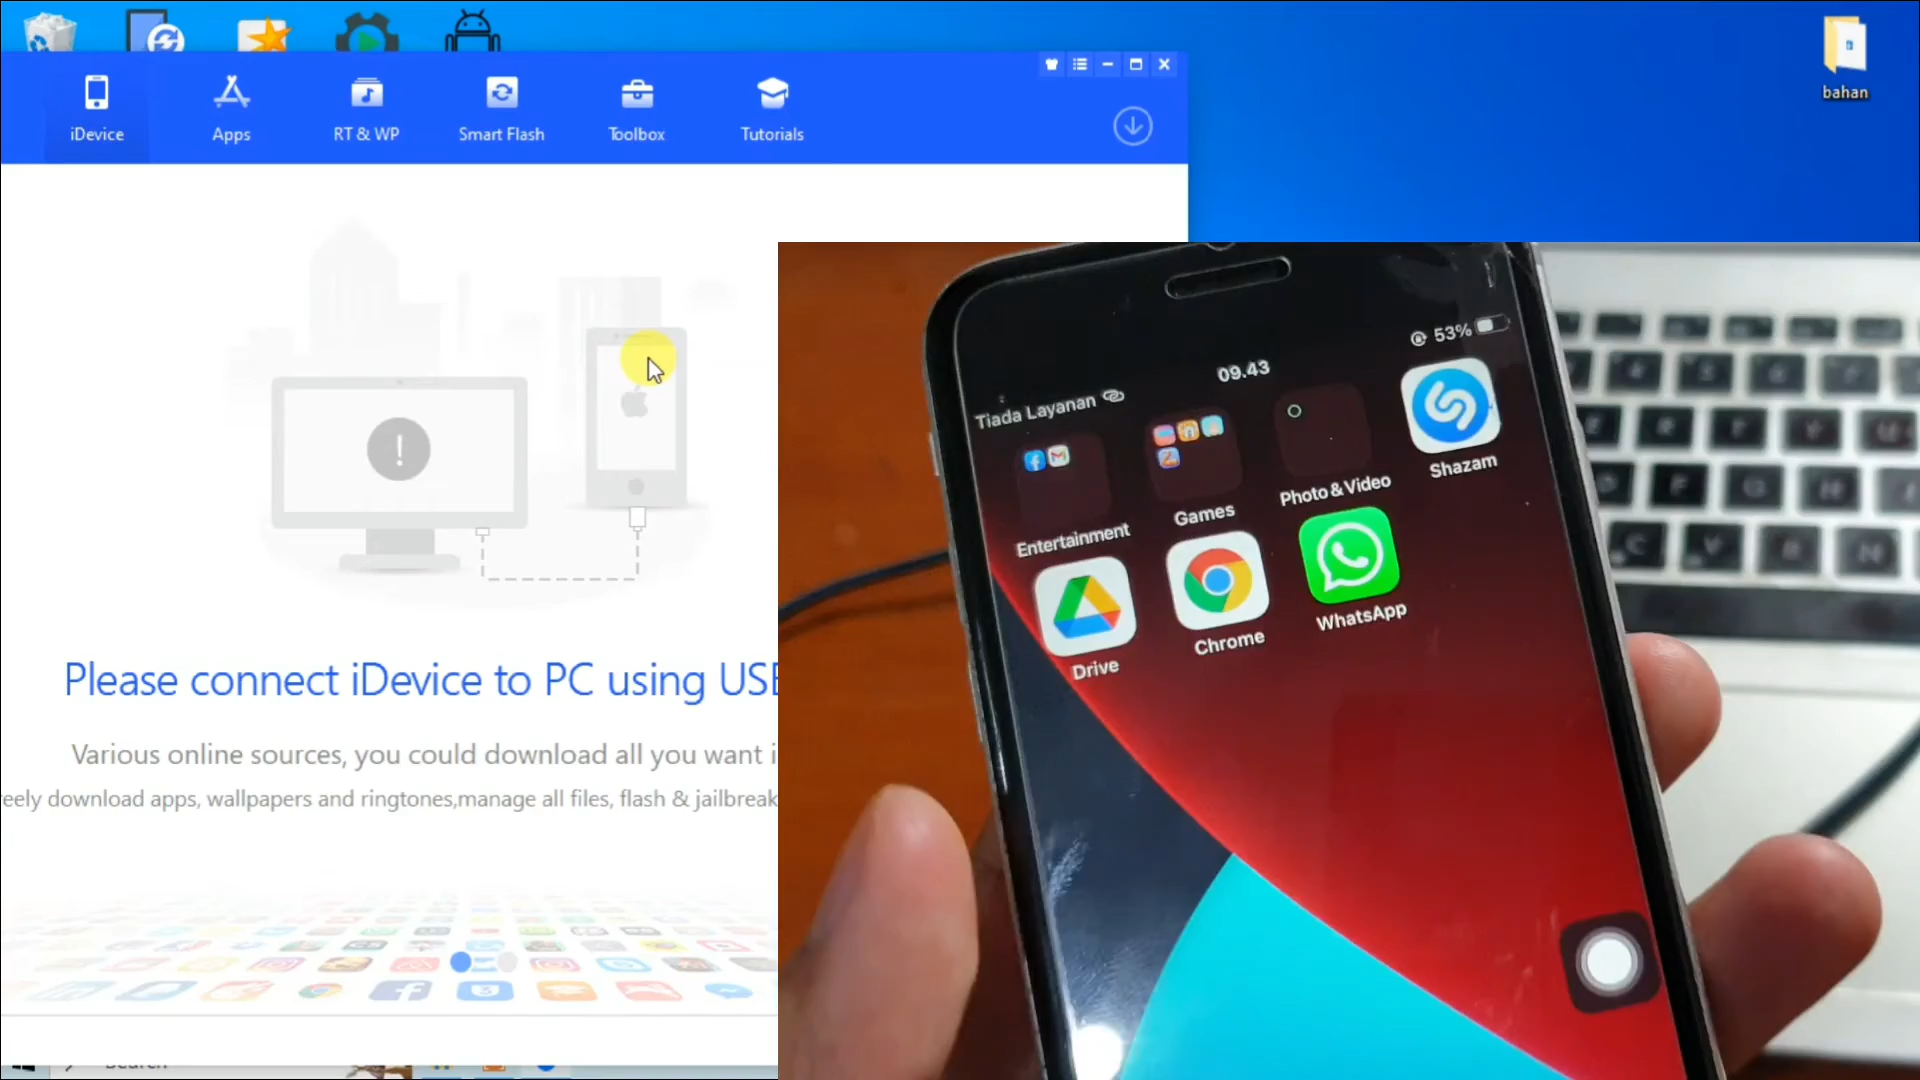 bahan
iDevice
Apps
RT & WP
Smart Flash
Toolbox
Tutorials
Please connect iDevice to PC using
Various online sources, you could download all you want
download apps, wallpapers and ringtones,manage all files, flash & jailbreak
Tiada Layanan
09.43
53%
Entertainment
Games
Photo & Video
Shazam
Drive
Chrome
WhatsApp